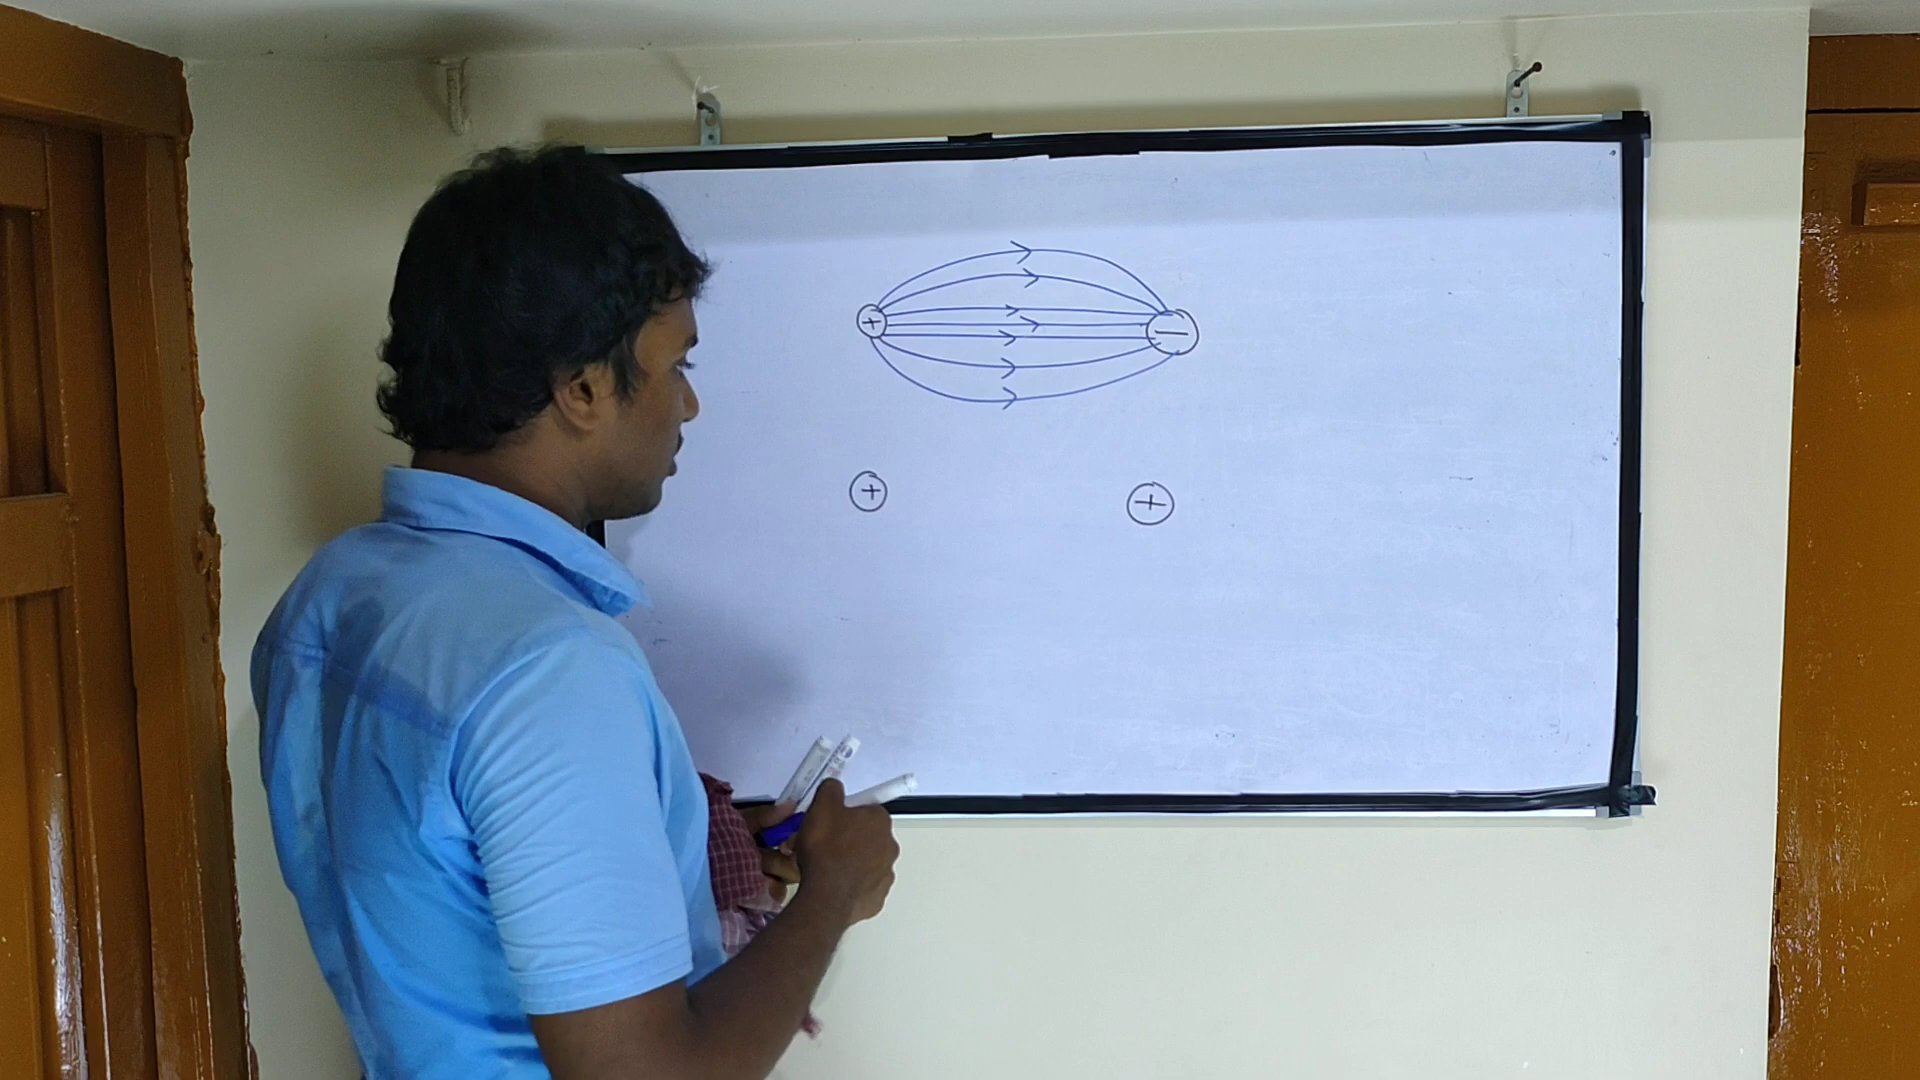 + −
+ +